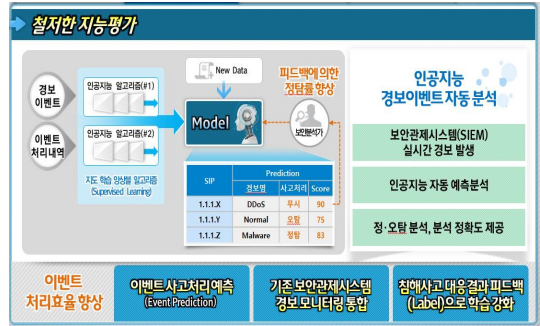 철저한 지능평가
경보
이벤트
이벤트
처리내역
인공지능 알고리즘(#1)
인공지능 알고리즘(#2)
지도 학습 앙상블 알고리즘
(Supervised Learning)
New Data
Model
피드백에 의한
정탐률 향상
보안분석가
SIP
Prediction
경보명 사고처리 Score
1.1.1.X DDoS 무시 90
1.1.1.Y Normal 오탐 75
1.1.1.Z Malware 정탐 83
인공지능
경보이벤트 자동 분석
보안관제시스템(SIEM)
실시간 경보 발생
인공지능 자동 예측분석
정·오탐 분석, 분석 정확도 제공
이벤트
처리효율 향상
이벤트 사고처리 예측
(Event Prediction)
기존 보안관제시스템
경보 모니터링 통합
침해사고 대응결과 피드백
(Label)으로 학습 강화